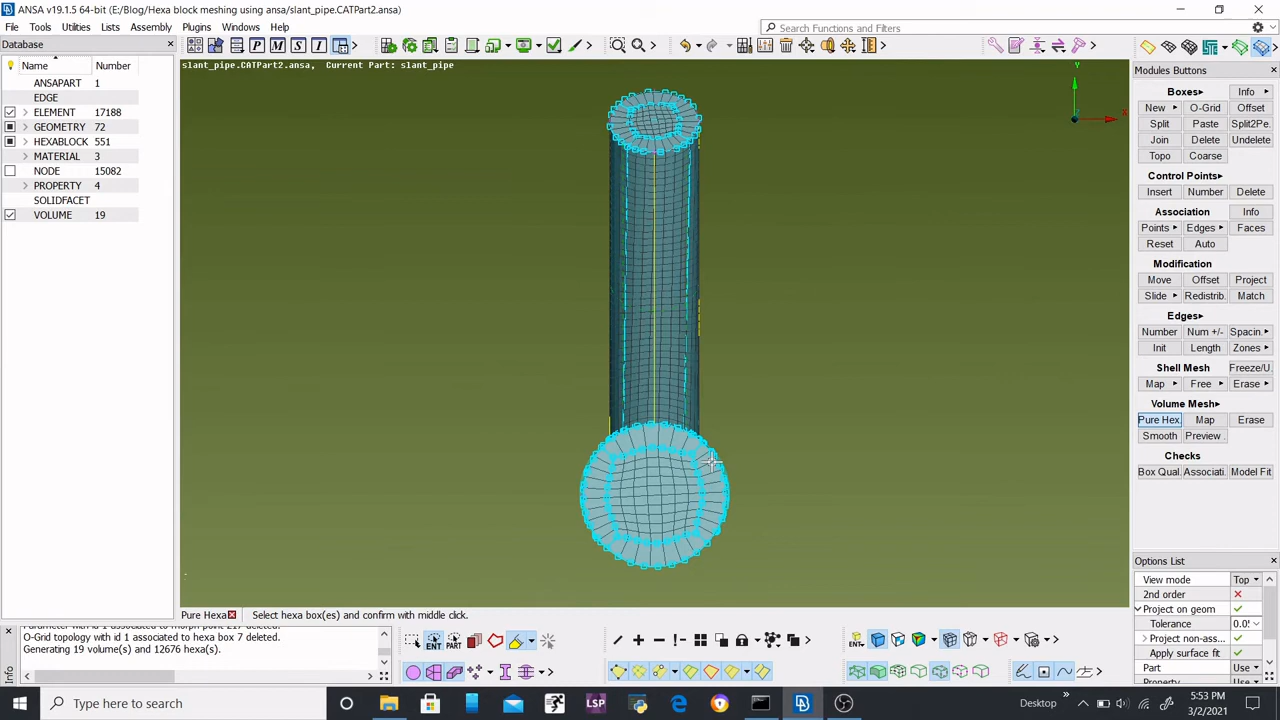 ANSA v19.1.5 64-bit (E:/Blog/Hexa block meshing using ansa/slant_pipe.CATPart2.ansa)
File Tools Utilities Lists Assembly Plugins Windows Help
Search Functions and Preferences
Database
P M S I
slant_pipe.CATPart2.ansa, Current Part: slant_pipe
Name Number
ANSAPART 1
EDGE
ELEMENT 17188
GEOMETRY 72
HEXABLOCK 551
MATERIAL 3
NODE 15082
PROPERTY 4
SOLIDFACET
VOLUME 19
Y
X
Modules Buttons
Boxes Info
New O-Grid Offset
Split Paste Split2Pe.
Join Delete Undelete
Topo Coarse
Control Points
Insert Number Delete
Association Info
Points Edges Faces
Reset Auto
Modification
Move Offset Project
Slide Redistrib. Match
Edges
Number Num +/- Spacin..
Init Length Zones
Shell Mesh Freeze/U.
Map Free Erase
Volume Mesh
Pure Hex. Map Erase
Smooth Preview .
Checks
Box Qual. Associati. Model Fit
Options List
View mode Top
2nd order
Project on geom
Tolerance 0.0
Project non-ass...
Apply surface fit
Part Use
Pure Hexa Select hexa box(es) and confirm with middle click.
O-Grid topology with id 1 associated to hexa box 7 deleted.
Generating 19 volume(s) and 12676 hexa(s).
Info
ENT PART
ENT
Type here to search
LSP
Desktop
5:53 PM
3/2/2021